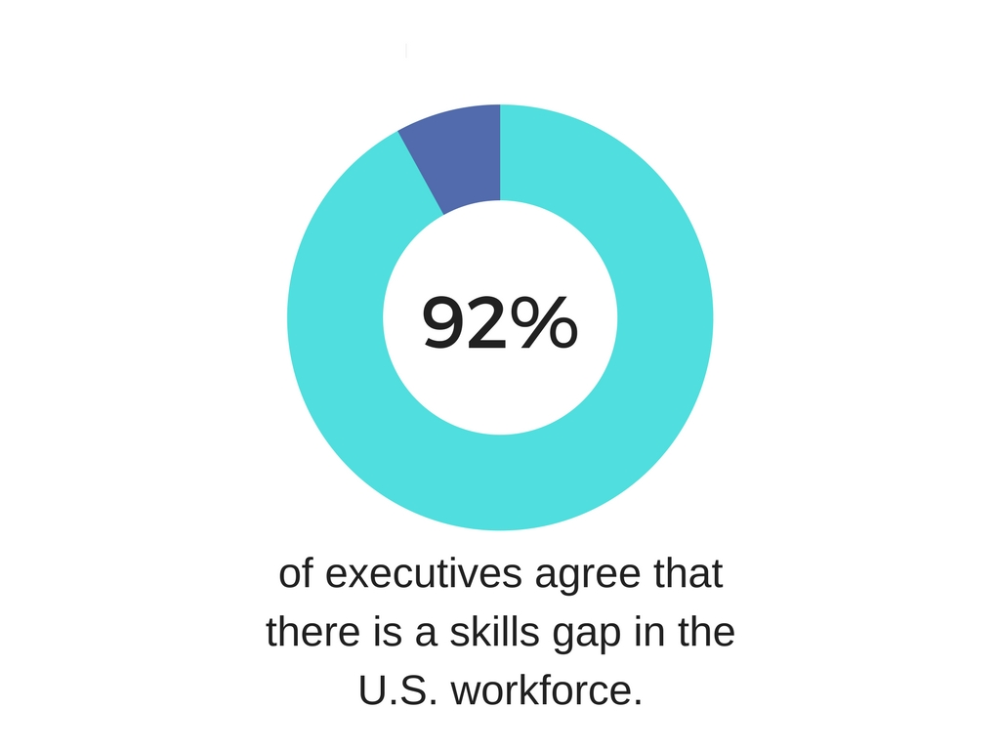 92%
of executives agree that
there is a skills gap in the
U.S. workforce.